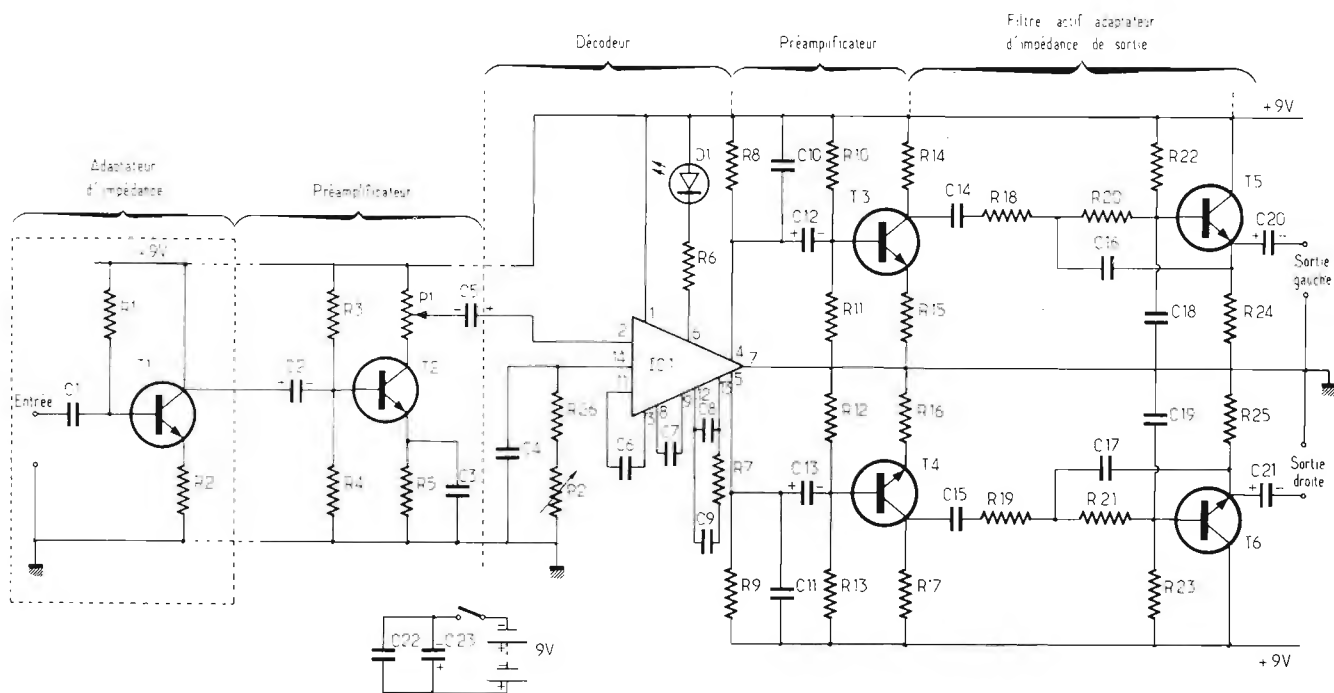 Filtre actif adaptateur
d'impédance de sortie
Décodeur
Préamplificateur
+9V
Adaptateur
d'impédance
Préamplificateur
+9V
R1
C1
Entrée
T1
R2
C2
+
-
R3
R4
P1
T2
R5
C3
C5
-
+
C4
R26
P2
D1
R6
1
2
14
11
IC1
6
4
7
5
3
8
9
12
13
C6
C7
C8
R7
C9
R8
C10
R10
C12
+
-
T3
R14
R11
R15
R12
R16
C13
+
-
T4
R9
C11
R13
R17
C14
R18
R20
C16
R22
T5
C20
+
-
Sortie
gauche
C18
R24
C19
R25
C17
C15
R19
R21
C21
+
-
Sortie
droite
T6
R23
+9V
C22
C23
-
+
-
+
+
9V